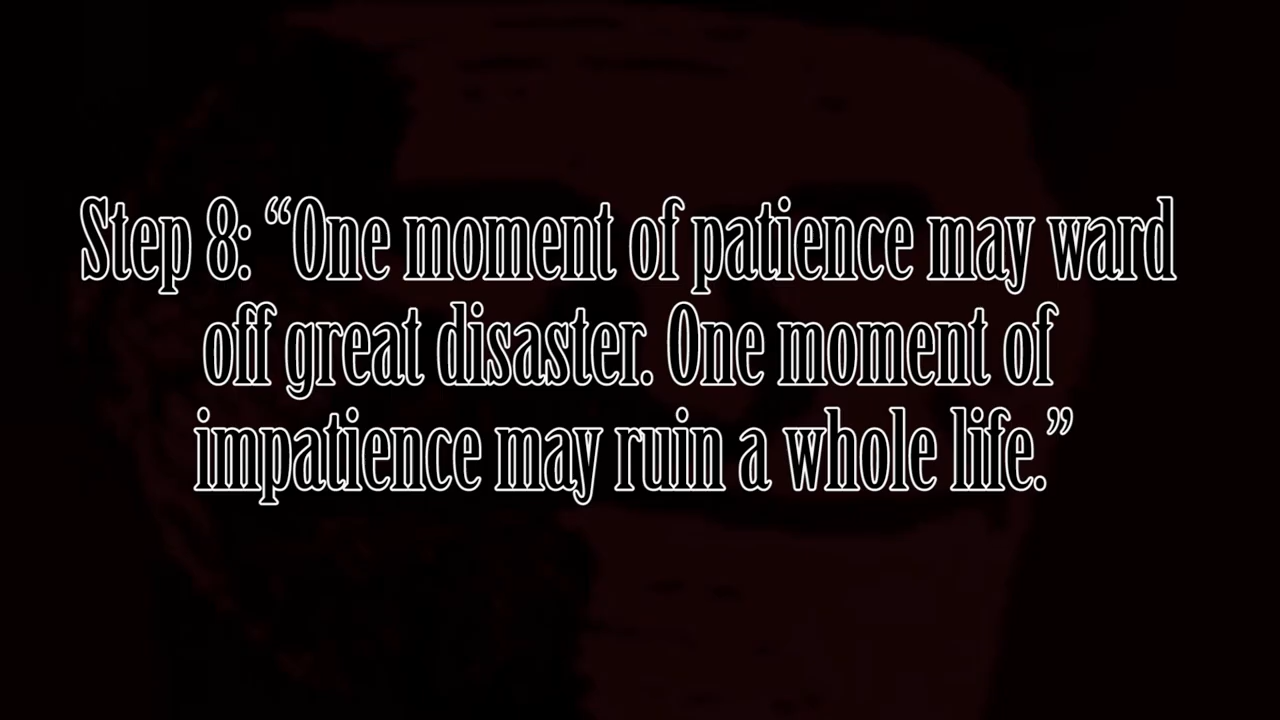 Step 8: “One moment of patience may ward
off great disaster. One moment of
impatience may ruin a whole life.”